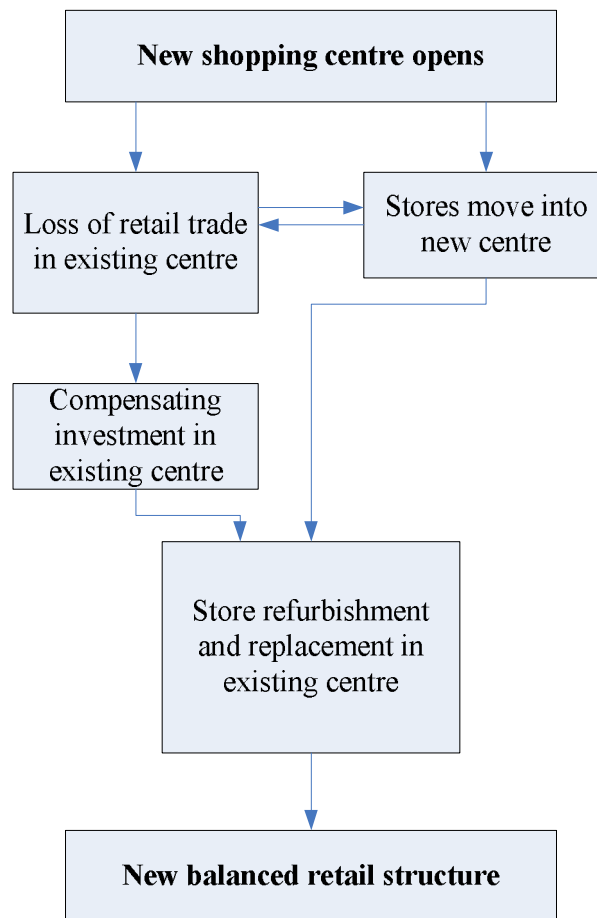 New shopping centre opens
Loss of retail trade
in existing centre
Stores move into
new centre
Compensating
investment in
existing centre
Store refurbishment
and replacement in
existing centre
New balanced retail structure